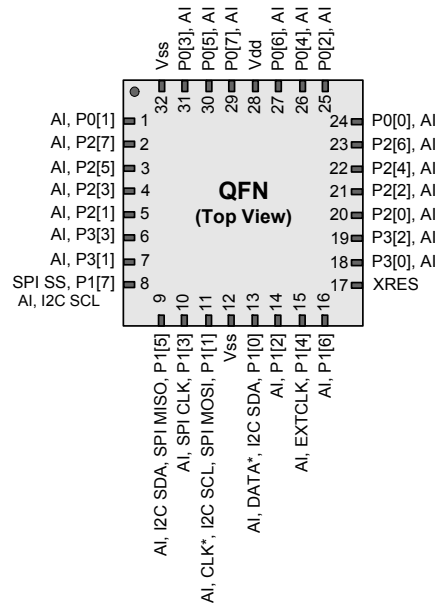 Vss
P0[3], AI
P0[5], AI
P0[7], AI
Vdd
P0[6], AI
P0[4], AI
P0[2], AI
32
31
30
29
28
27
26
25
AI, P0[1]
1
AI, P2[7]
2
AI, P2[5]
3
AI, P2[3]
4
AI, P2[1]
5
AI, P3[3]
6
AI, P3[1]
7
SPI SS, P1[7]
AI, I2C SCL
8
QFN
(Top View)
24
P0[0], AI
23
P2[6], AI
22
P2[4], AI
21
P2[2], AI
20
P2[0], AI
19
P3[2], AI
18
P3[0], AI
17
XRES
9
10
11
12
13
14
15
16
AI, I2C SDA, SPI MISO, P1[5]
AI, SPI CLK, P1[3]
AI, CLK*, I2C SCL, SPI MOSI, P1[1]
Vss
AI, DATA*, I2C SDA, P1[0]
AI, P1[2]
AI, EXTCLK, P1[4]
AI, P1[6]